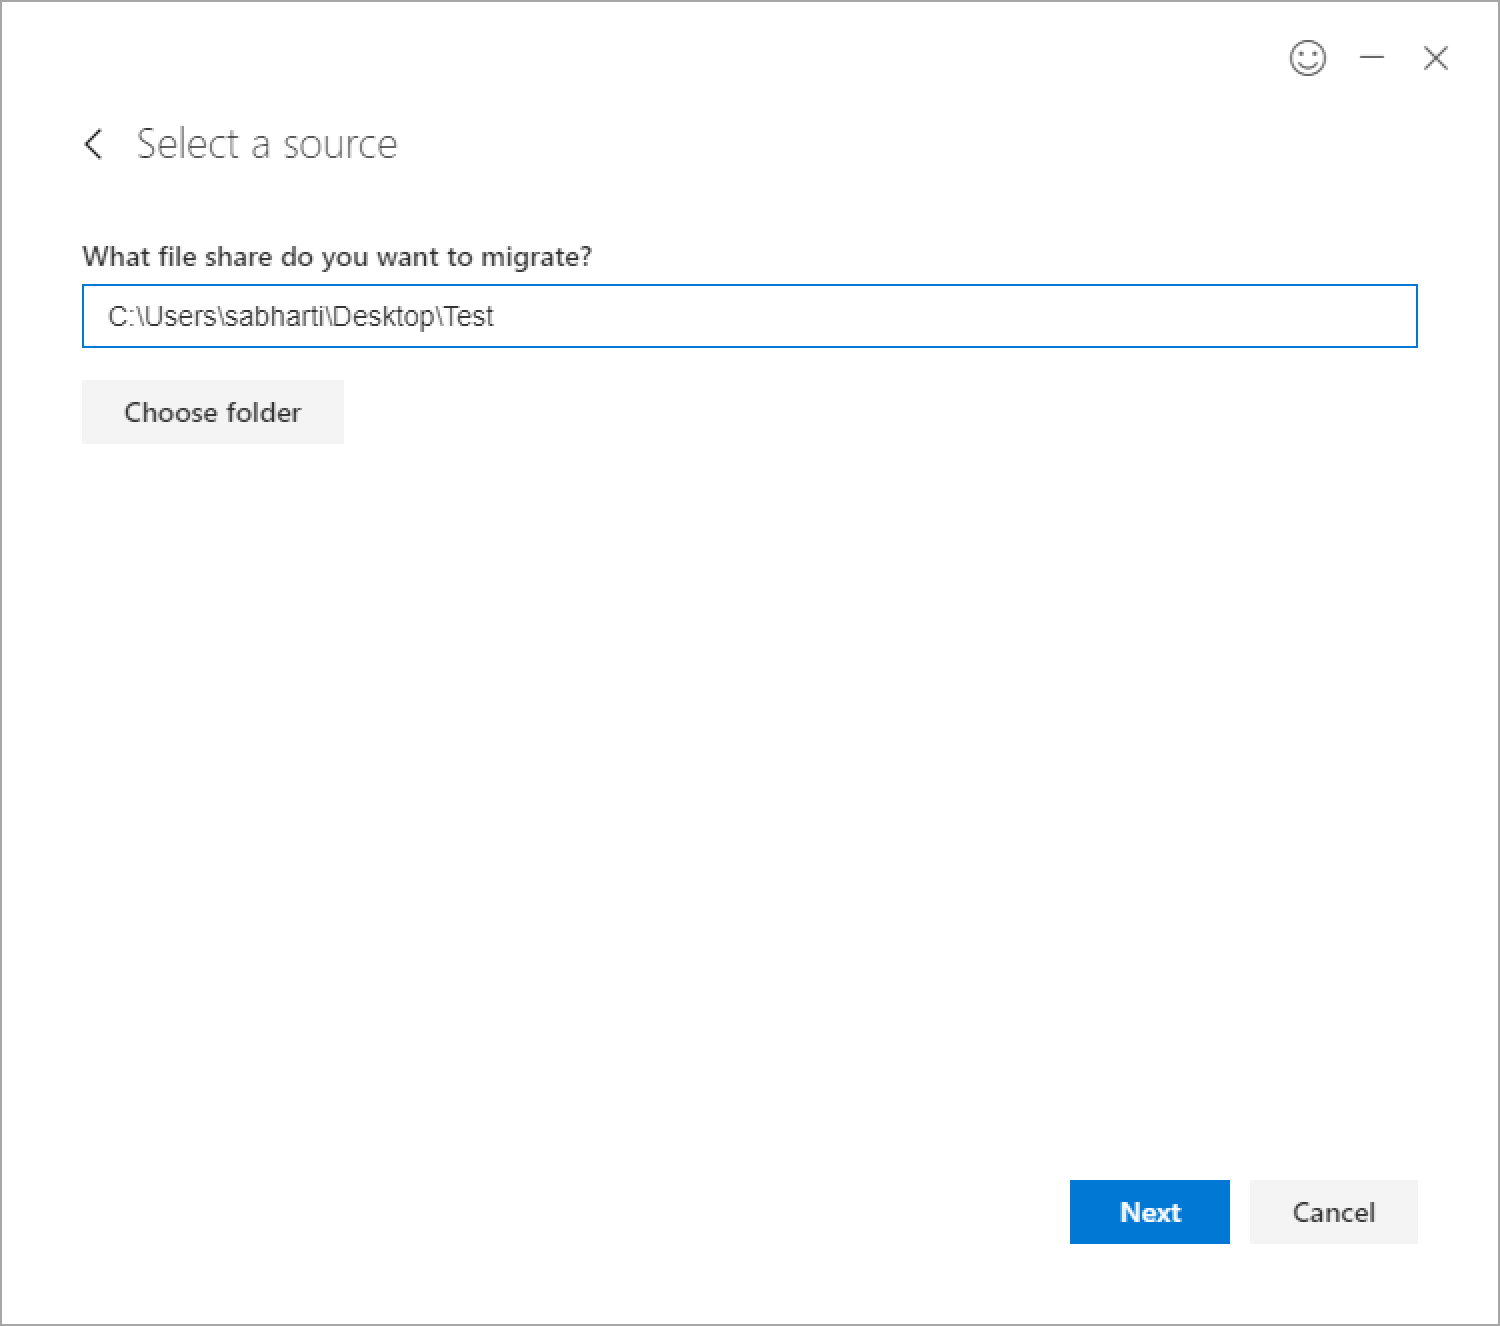 Select a source
What file share do you want to migrate?
C:\Users\sabharti\Desktop\Test
Choose folder
Next
Cancel